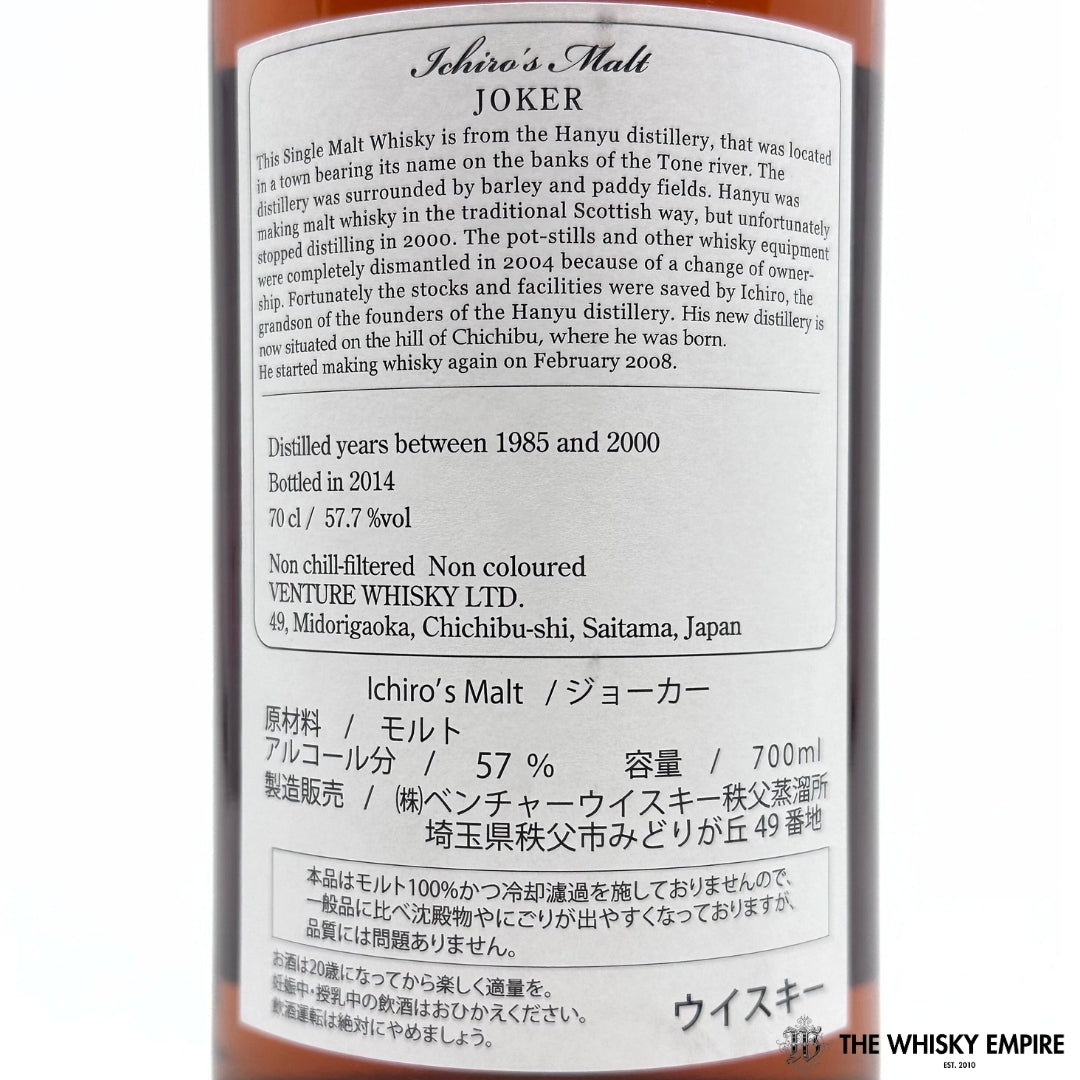 Ichiro's Malt
JOKER
This Single Malt Whisky is from the Hanyu distillery, that was located
in a town bearing its name on the banks of the Tone river. The
distillery was surrounded by barley and paddy fields. Hanyu was
making malt whisky in the traditional Scottish way, but unfortunately
stopped distilling in 2000. The pot-stills and other whisky equipment
were completely dismantled in 2004 because of a change of owner-
ship. Fortunately the stocks and facilities were saved by Ichiro, the
grandson of the founders of the Hanyu distillery. His new distillery is
now situated on the hill of Chichibu, where he was born.
He started making whisky again on February 2008.
Distilled years between 1985 and 2000
Bottled in 2014
70 cl / 57.7 %vol
Non chill-filtered Non coloured
VENTURE WHISKY LTD.
49, Midorigaoka, Chichibu-shi, Saitama, Japan
Ichiro's Malt / ジョーカー
原材料 / モルト
アルコール分 / 57 % 容量 / 700ml
製造販売 / ㈱ベンチャーウイスキー秩父蒸溜所
埼玉県秩父市みどりが丘 49 番地
本品はモルト100%かつ冷却濾過を施しておりませんので、
一般品に比べ沈殿物やにごりが出やすくなっておりますが、
品質には問題ありません。
お酒は20歳になってから楽しく適量を。
妊娠中・授乳中の飲酒はおひかえください。
飲酒運転は絶対にやめましょう。
ウイスキー
THE WHISKY EMPIRE
EST. 2010